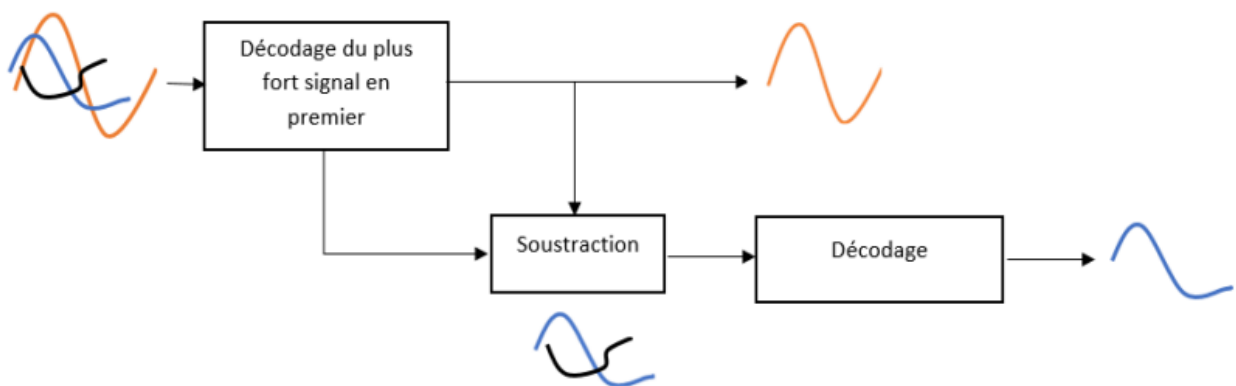 Décodage du plus
fort signal en
premier
Soustraction
Décodage